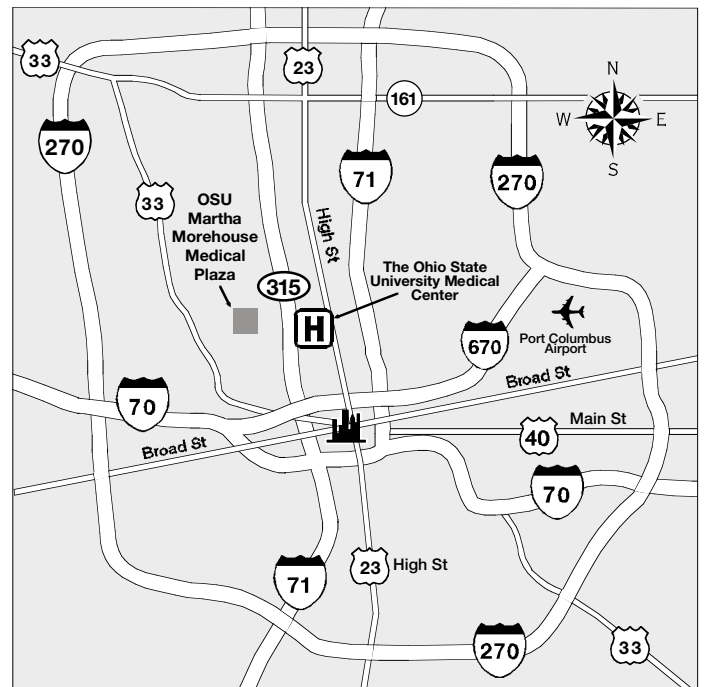 33
23
161
N
W E
S
270
71
270
33
OSU
Martha
Morehouse
Medical
Plaza
High St
The Ohio State
University Medical
Center
315
H
670
Port Columbus
Airport
Broad St
70
Main St
40
Broad St
70
23
High St
71
270
33